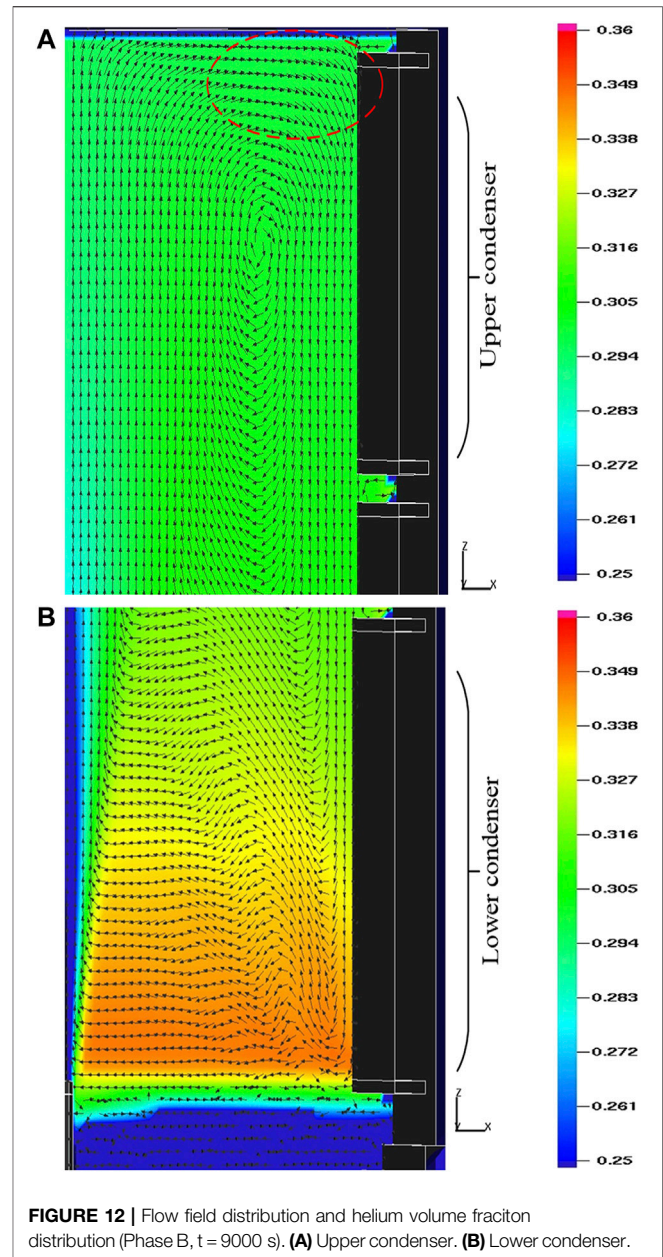 A
0.36
0.349
0.338
0.327
0.316
0.305
0.294
0.283
0.272
0.261
0.25
Upper condenser
Z
Y
X
B
0.36
0.349
0.338
0.327
0.316
0.305
0.294
0.283
0.272
0.261
0.25
Lower condenser
Z
Y
X
FIGURE 12 | Flow field distribution and helium volume fraciton
distribution (Phase B, t = 9000 s). (A) Upper condenser. (B) Lower condenser.